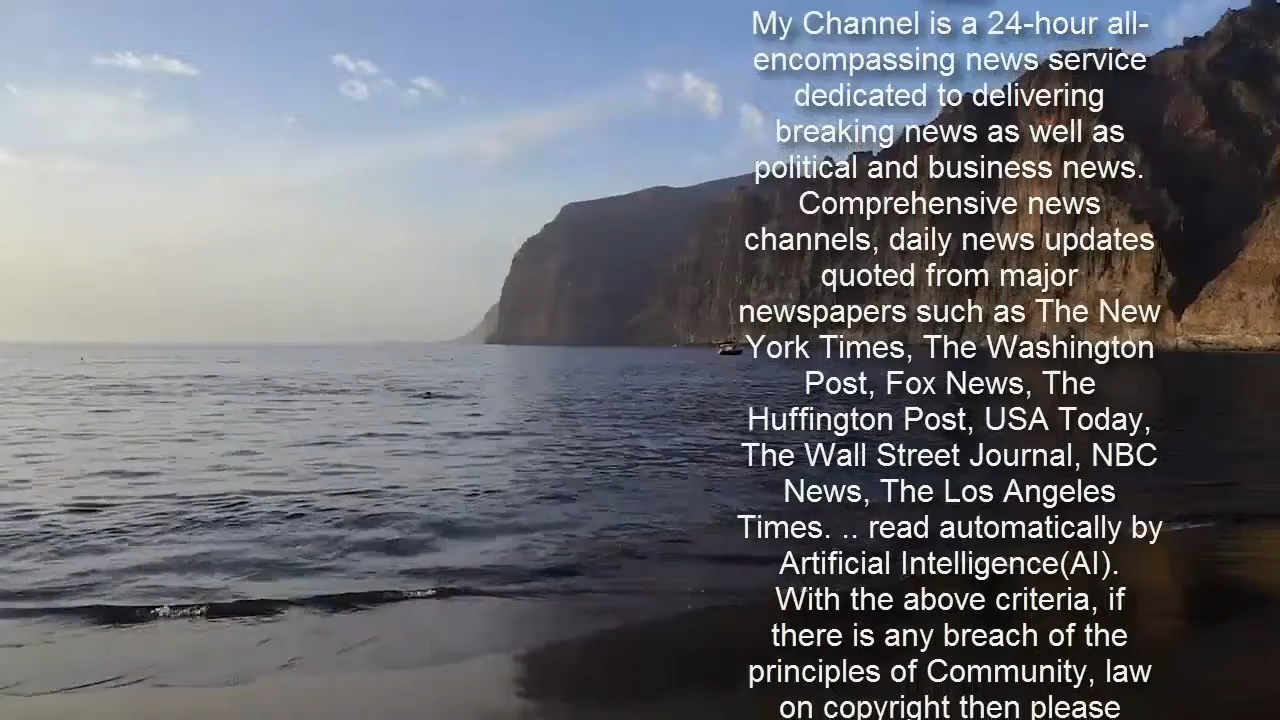 My Channel is a 24-hour all-
encompassing news service
dedicated to delivering
breaking news as well as
political and business news.
Comprehensive news
channels, daily news updates
quoted from major
newspapers such as The New
York Times, The Washington
Post, Fox News, The
Huffington Post, USA Today,
The Wall Street Journal, NBC
News, The Los Angeles
Times. .. read automatically by
Artificial Intelligence(AI).
With the above criteria, if
there is any breach of the
principles of Community, law
on copyright then please